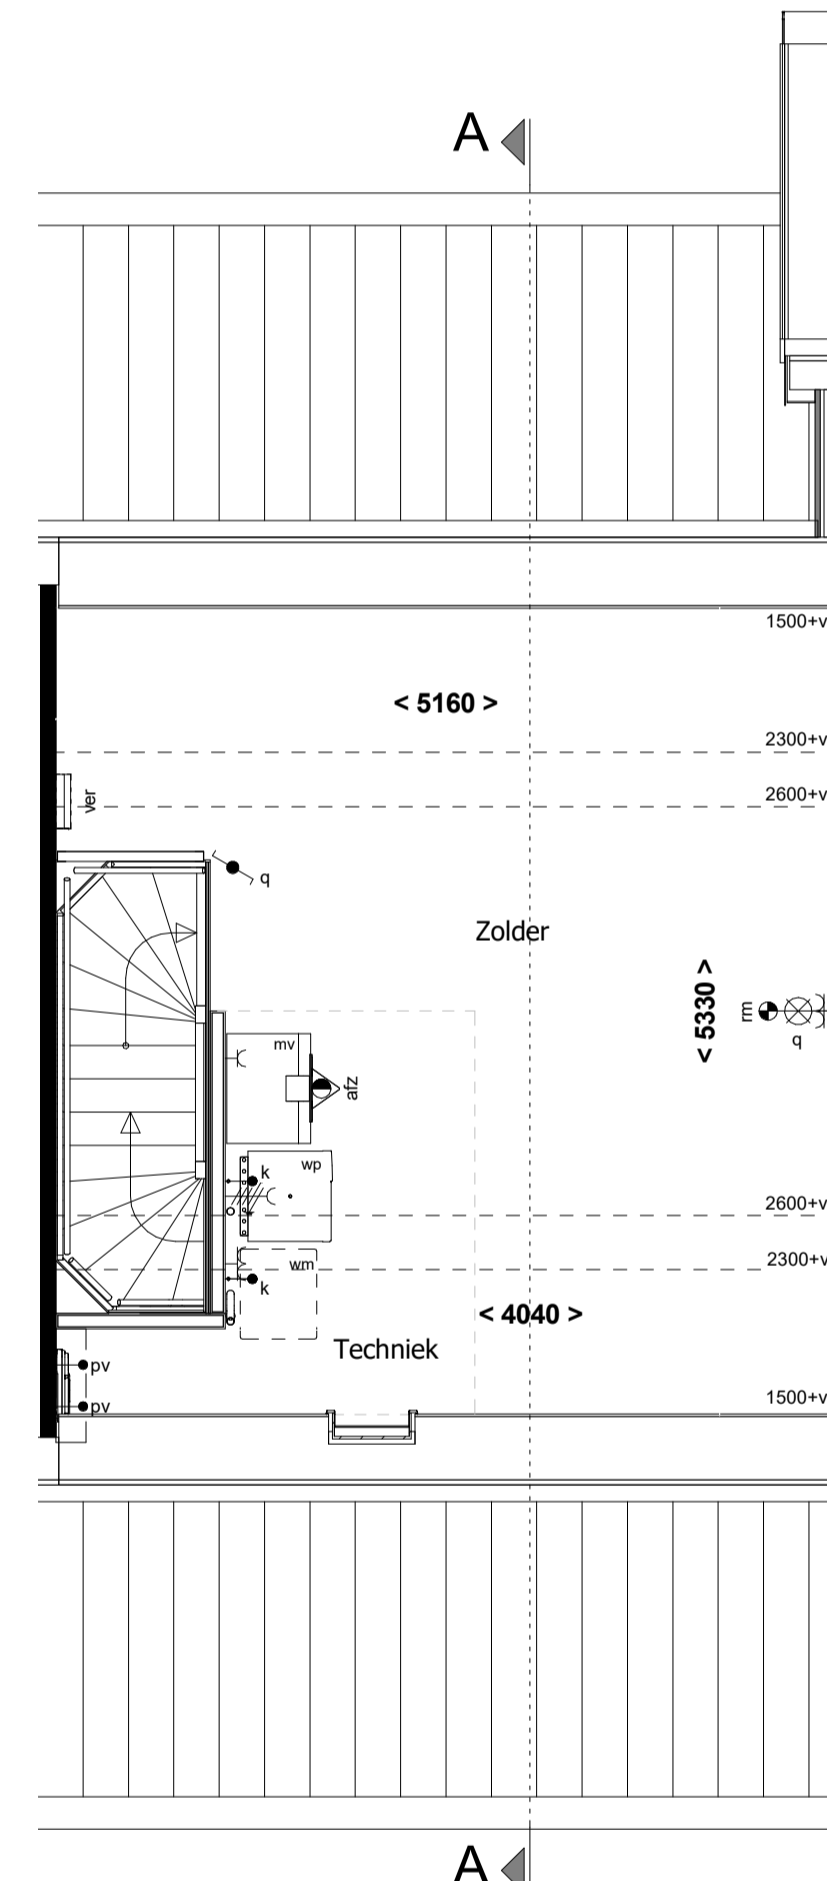 A
1500+v
< 5160 >
2300+v
2600+v
ver
q
Zolder
< 5330 >
rm
q
mv
afz
k
wp
2600+v
2300+v
wm
k
< 4040 >
Techniek
pv
1500+v
pv
A